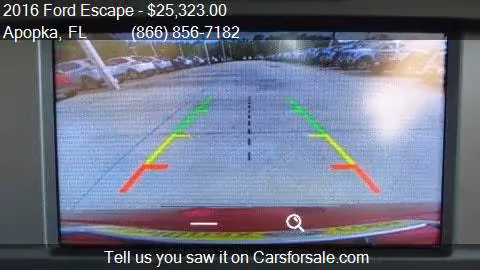 2016 Ford Escape - $25,323.00
Apopka, FL (866) 856-7182
Tell us you saw it on Carsforsale.com